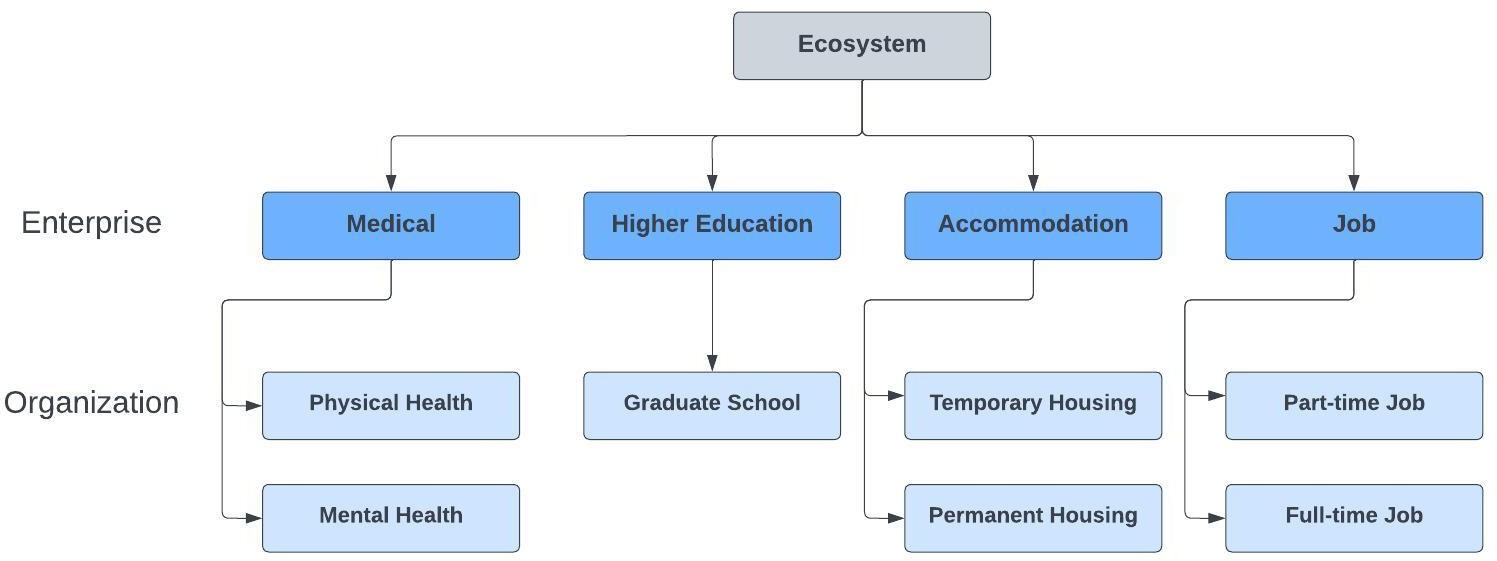 Ecosystem
Enterprise
Medical
Higher Education
Accommodation
Job
Organization
Physical Health
Graduate School
Temporary Housing
Part-time Job
Mental Health
Permanent Housing
Full-time Job